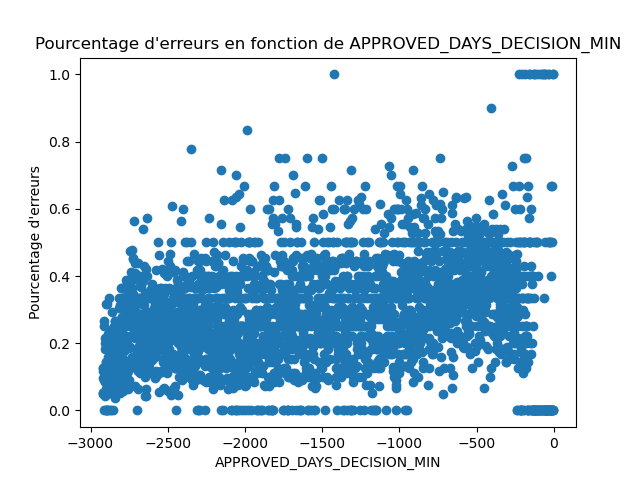 Pourcentage d'erreurs en fonction de APPROVED_DAYS_DECISION_MIN
1.0
0.8
0.6
0.4
0.2
0.0
Pourcentage d'erreurs
−3000 −2500 −2000 −1500 −1000 −500 0
APPROVED_DAYS_DECISION_MIN